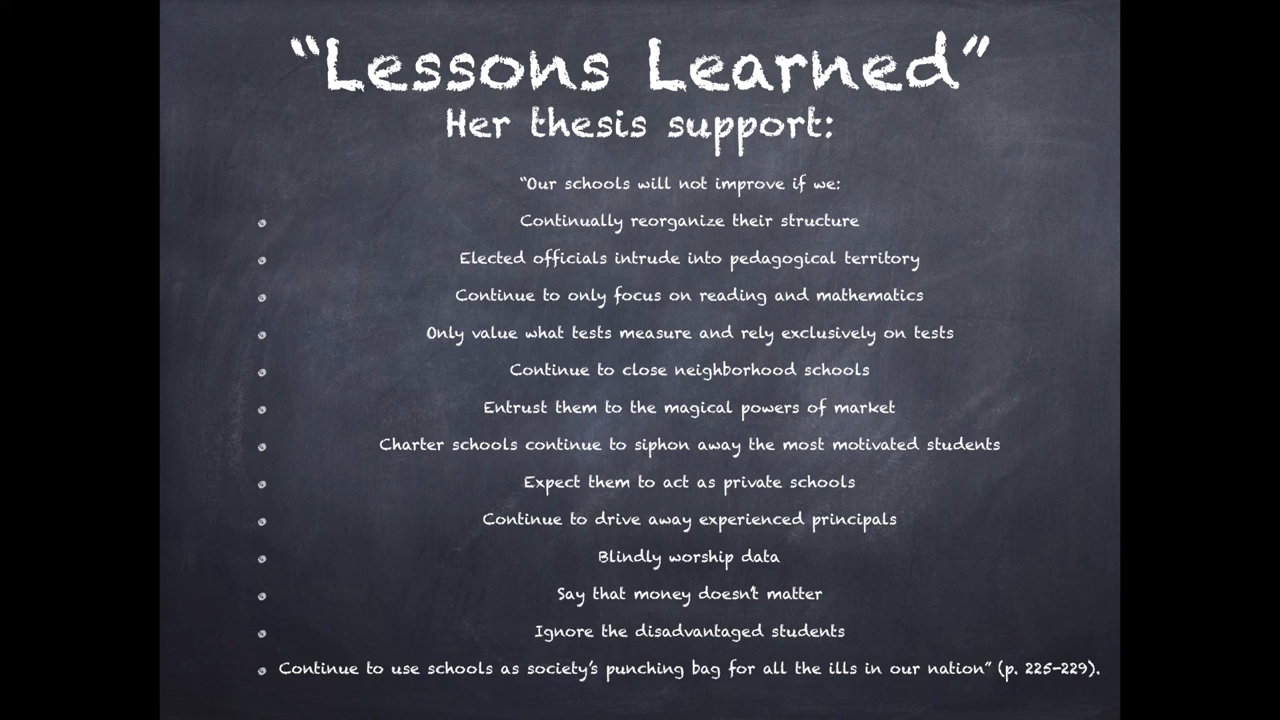 “Lessons Learned”
Her thesis support:
“Our schools will not improve if we:
Continually reorganize their structure
Elected officials intrude into pedagogical territory
Continue to only focus on reading and mathematics
Only value what tests measure and rely exclusively on tests
Continue to close neighborhood schools
Entrust them to the magical powers of market
Charter schools continue to siphon away the most motivated students
Expect them to act as private schools
Continue to drive away experienced principals
Blindly worship data
Say that money doesn’t matter
Ignore the disadvantaged students
Continue to use schools as society’s punching bag for all the ills in our nation” (p. 225-229).